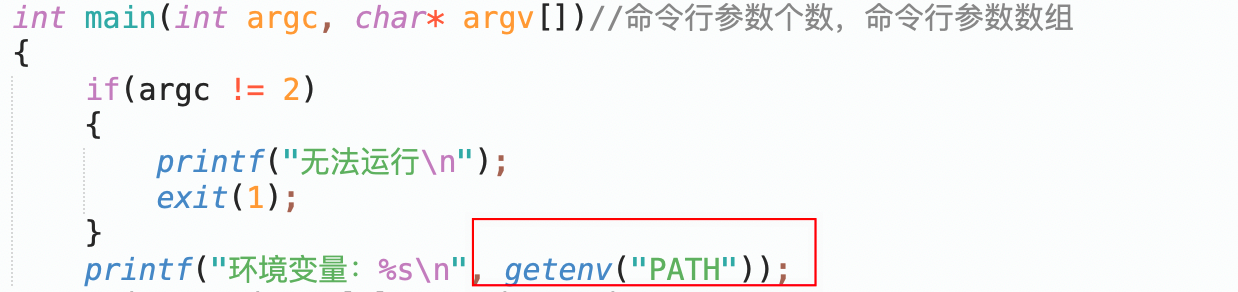 int main(int argc, char* argv[])//命令行参数个数，命令行参数数组
{
if(argc != 2)
{
printf("无法运行\n");
exit(1);
}
printf("环境变量：%s\n", getenv("PATH"));